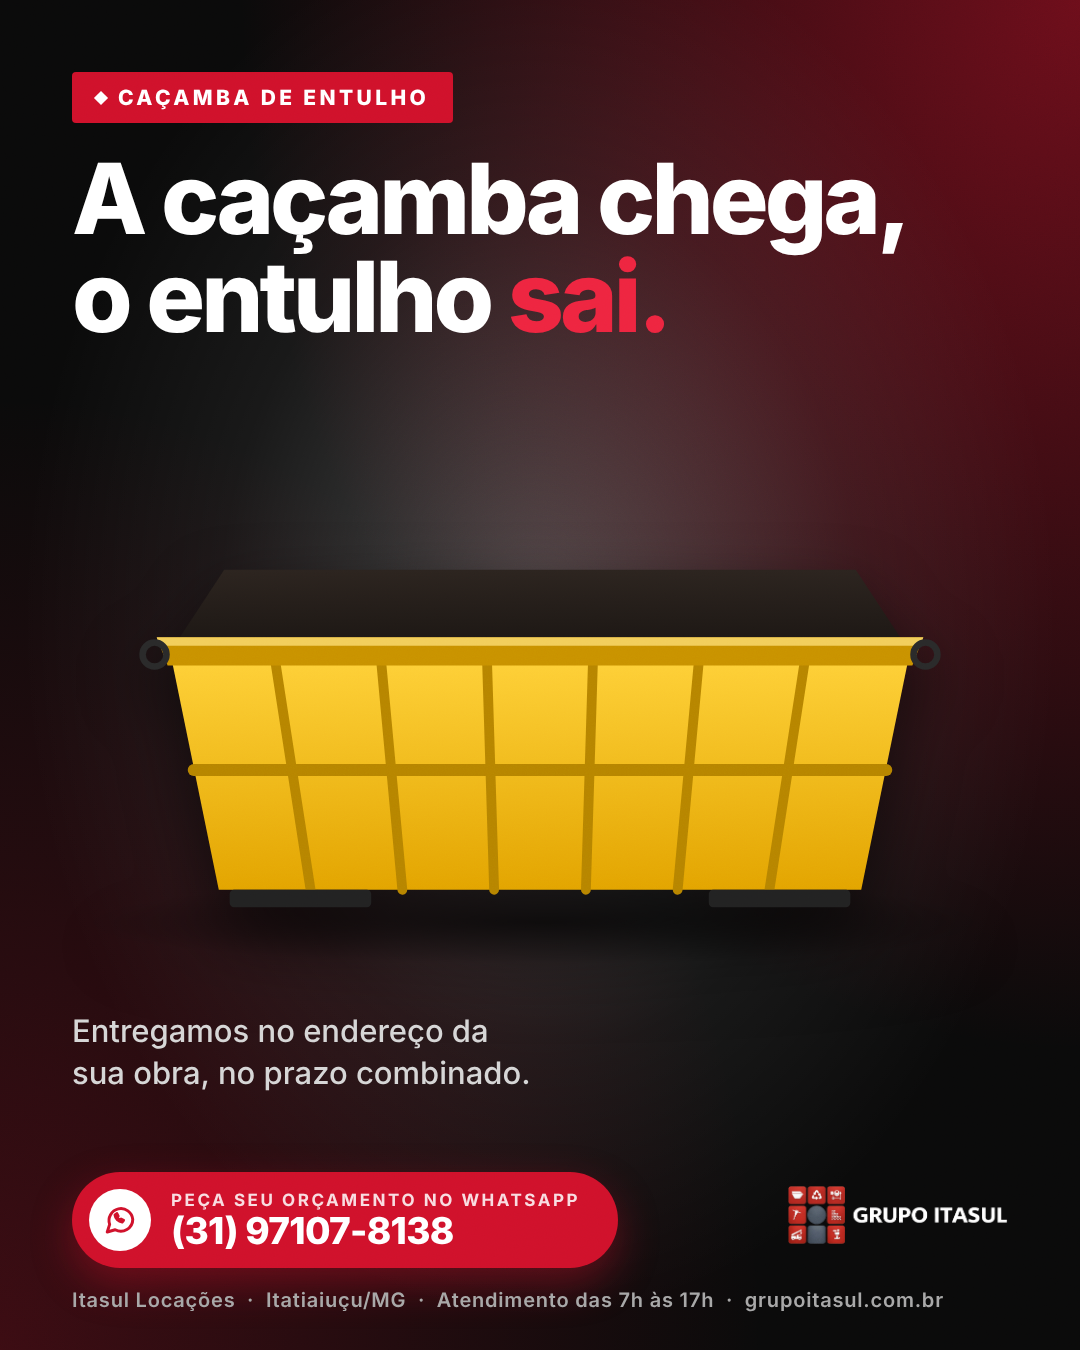 CAÇAMBA DE ENTULHO
A caçamba chega,
o entulho sai.
Entregamos no endereço da
sua obra, no prazo combinado.
PEÇA SEU ORÇAMENTO NO WHATSAPP
(31) 97107-8138
GRUPO ITASUL
Itasul Locações · Itatiaiuçu/MG · Atendimento das 7h às 17h · grupoitasul.com.br